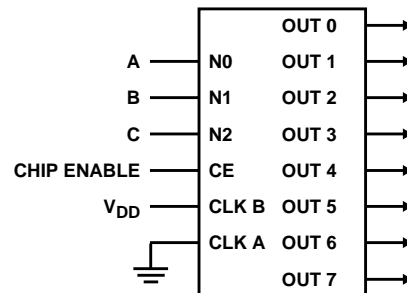 OUT 0
A N0 OUT 1
B N1 OUT 2
C N2 OUT 3
CHIP ENABLE CE OUT 4
VDD CLK B OUT 5
CLK A OUT 6
OUT 7